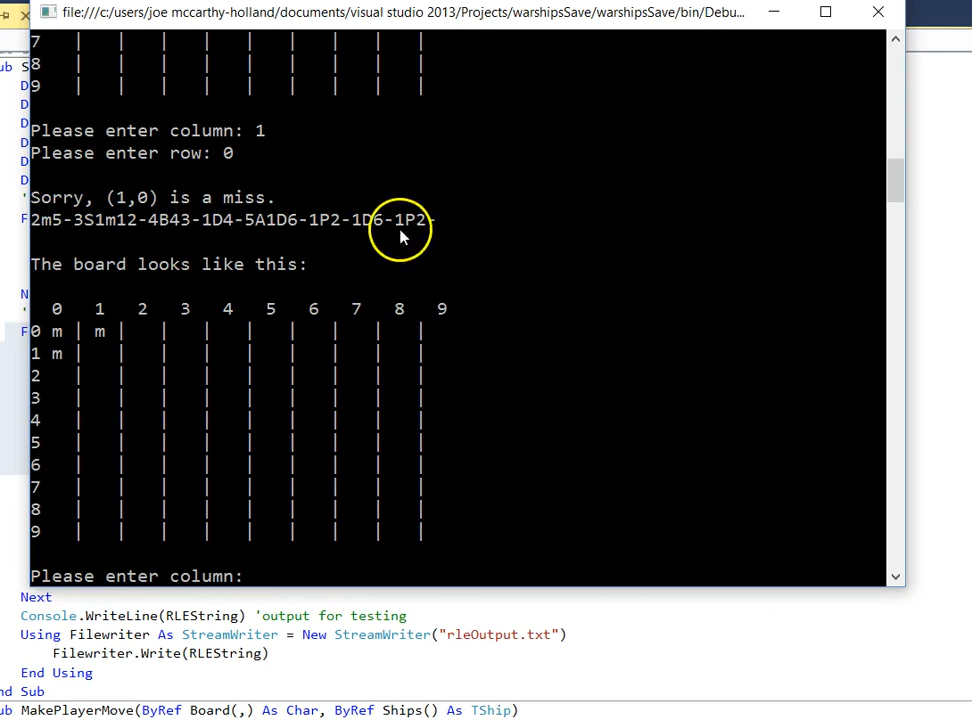 file:///c:/users/joe mccarthy-holland/documents/visual studio 2013/Projects/warshipsSave/warshipsSave/bin/Debu...
7 | | | | | | | | |
ub S
8 | | | | | | | | |
D
9 | | | | | | | | |
D
D
Please enter column: 1
D
Please enter row: 0
D
D
'
Sorry, (1,0) is a miss.
F
2m5-3S1m12-4B43-1D4-5A1D6-1P2-1D6-1P2-
The board looks like this:
N
0 1 2 3 4 5 6 7 8 9
'
F
0 m | m | | | | | | | |
1 m | | | | | | | | |
2 | | | | | | | | |
3 | | | | | | | | |
4 | | | | | | | | |
5 | | | | | | | | |
6 | | | | | | | | |
7 | | | | | | | | |
8 | | | | | | | | |
9 | | | | | | | | |
Please enter column:
Next
Console.WriteLine(RLEString) 'output for testing
Using Filewriter As StreamWriter = New StreamWriter("rleOutput.txt")
Filewriter.Write(RLEString)
End Using
nd Sub
ub MakePlayerMove(ByRef Board(,) As Char, ByRef Ships() As TShip)